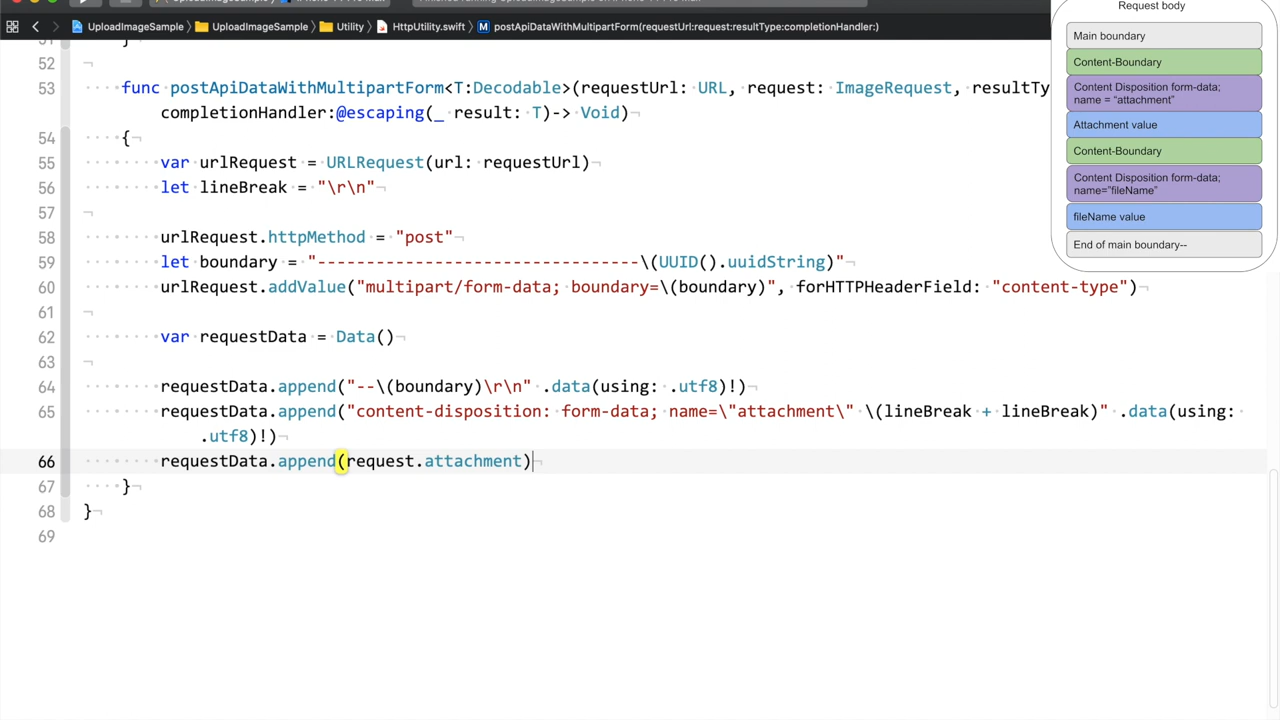 UploadImageSample UploadImageSample Utility HttpUtility.swift M postApiDataWithMultipartForm(requestUrl:request:resultType:completionHandler:)
52
53 func postApiDataWithMultipartForm<T:Decodable>(requestUrl: URL, request: ImageRequest, resultTy
completionHandler:@escaping(_ result: T)-> Void)
54 {
55 var urlRequest = URLRequest(url: requestUrl)
56 let lineBreak = "\r\n"
57
58 urlRequest.httpMethod = "post"
59 let boundary = "---------------------------------\(UUID().uuidString)"
60 urlRequest.addValue("multipart/form-data; boundary=\(boundary)", forHTTPHeaderField: "content-type")
61
62 var requestData = Data()
63
64 requestData.append("--\(boundary)\r\n" .data(using: .utf8)!)
65 requestData.append("content-disposition: form-data; name=\"attachment\" \(lineBreak + lineBreak)" .data(using:
.utf8)!)
66 requestData.append(request.attachment)
67 }
68 }
69
Request body
Main boundary
Content-Boundary
Content Disposition form-data;
name = “attachment”
Attachment value
Content-Boundary
Content Disposition form-data;
name=”fileName”
fileName value
End of main boundary--